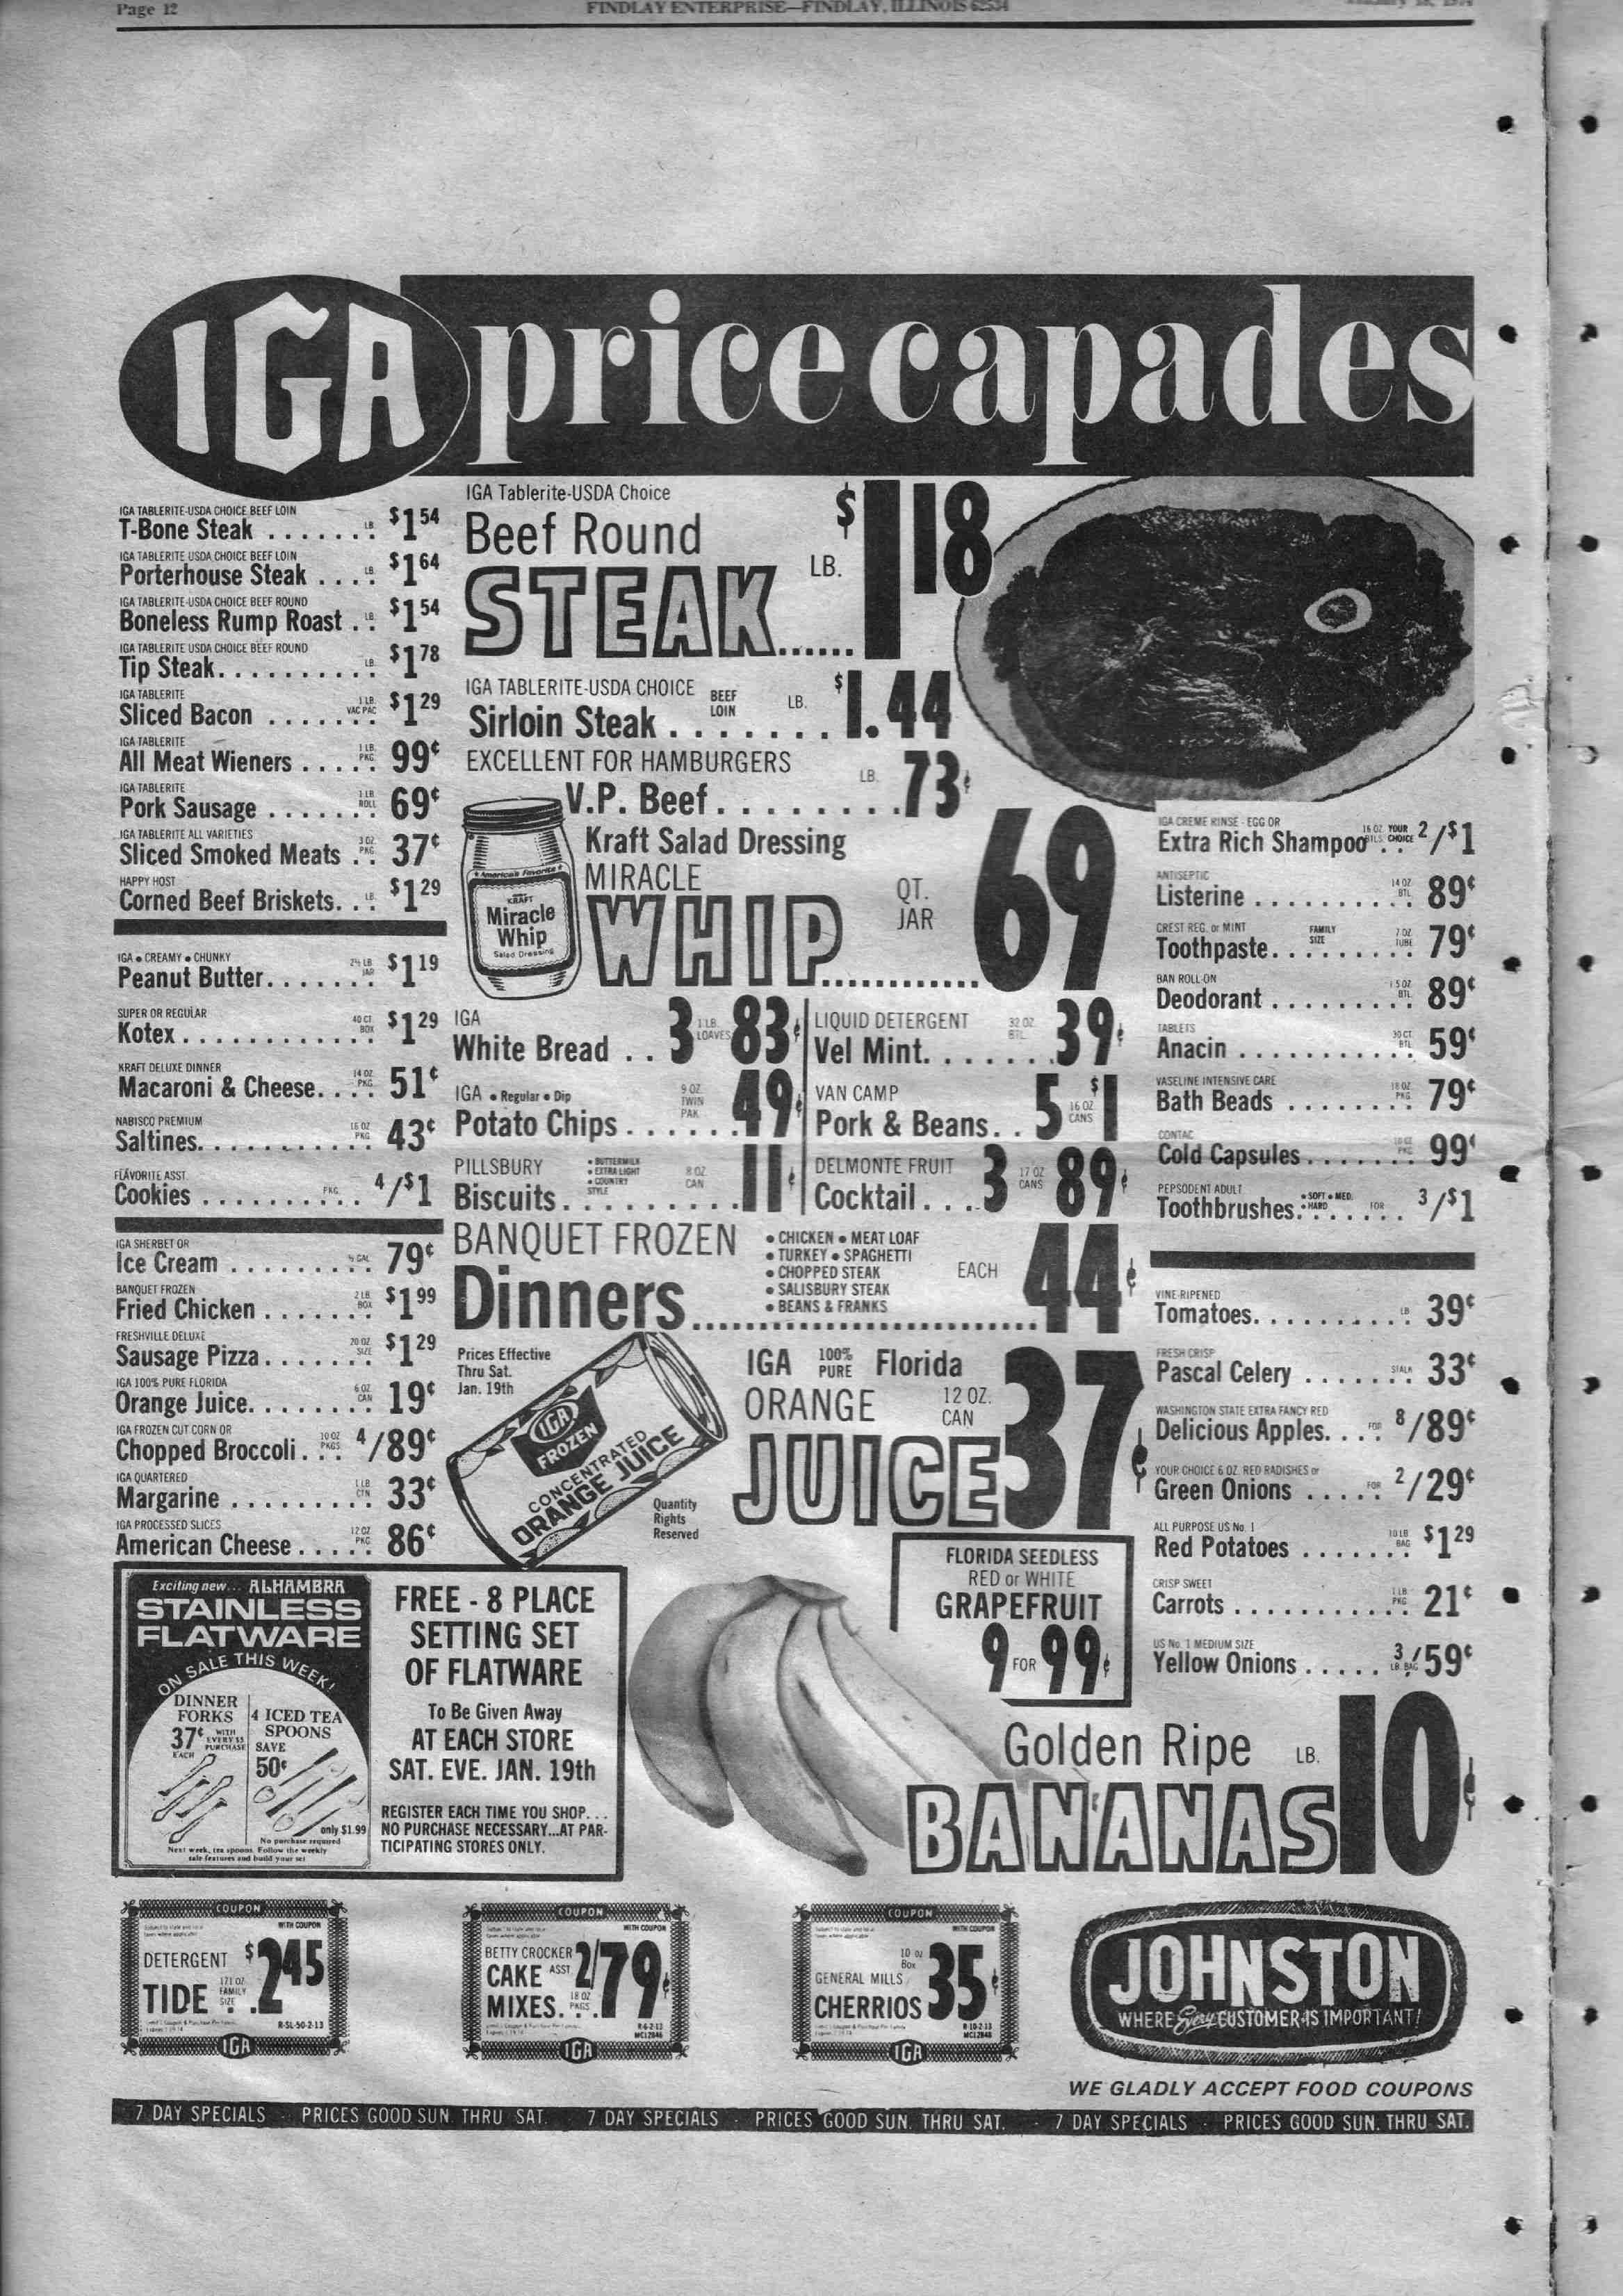 Page 12
FINDLAY ENTERPRISE—FINDLAY, ILLINOIS 62534
IGA price capades
IGA TABLERITE-USDA CHOICE BEEF LOIN
T-Bone Steak ....... LB. $1 54
IGA TABLERITE USDA CHOICE BEEF LOIN
Porterhouse Steak .... LB. $1 64
IGA TABLERITE-USDA CHOICE BEEF ROUND
Boneless Rump Roast .. LB. $1 54
IGA TABLERITE USDA CHOICE BEEF ROUND
Tip Steak.......... LB. $1 78
IGA TABLERITE
Sliced Bacon ....... 1 LB. VAC PAC $1 29
IGA TABLERITE
All Meat Wieners ..... 1 LB. PKG. 99¢
IGA TABLERITE
Pork Sausage ....... 1 LB. ROLL 69¢
IGA TABLERITE ALL VARIETIES
Sliced Smoked Meats .. 3 OZ. PKG. 37¢
HAPPY HOST
Corned Beef Briskets. .. LB. $1 29
IGA • CREAMY • CHUNKY
Peanut Butter....... 2½ LB JAR $1 19
SUPER OR REGULAR
Kotex............ 40 CT. BOX $1 29
KRAFT DELUXE DINNER
Macaroni & Cheese.... 14 OZ. PKG. 51¢
NABISCO PREMIUM
Saltines........... 16 OZ PKG 43¢
FLAVORITE ASST.
Cookies .......... PKG. 4/$1
IGA SHERBET OR
Ice Cream ......... ½ GAL. 79¢
BANQUET FROZEN
Fried Chicken ....... 2 LB. BOX $1 99
FRESHVILLE DELUXE
Sausage Pizza....... 20 OZ. SIZE $1 29
IGA 100% PURE FLORIDA
Orange Juice........ 6 OZ. CAN 19¢
IGA FROZEN CUT CORN OR
Chopped Broccoli. ... 10 OZ PKGS 4/89¢
IGA QUARTERED
Margarine ......... 1 LB CTN. 33¢
IGA PROCESSED SLICES
American Cheese ..... 12 OZ PKG. 86¢
IGA Tablerite-USDA Choice
Beef Round
STEAK...... LB. $1 18
IGA TABLERITE-USDA CHOICE BEEF LOIN
Sirloin Steak ....... LB. $1.44
EXCELLENT FOR HAMBURGERS
V.P. Beef......... LB. 73¢
America's Favorite
KRAFT
Miracle
Whip
Salad Dressing
Kraft Salad Dressing
MIRACLE
WHIP............ QT. JAR 69
IGA
White Bread .. 3 1 LB. LOAVES 83¢
IGA • Regular • Dip
Potato Chips ...... 9 OZ. TWIN PAK 49¢
PILLSBURY • BUTTERMILK • EXTRA LIGHT • COUNTRY STYLE
Biscuits.......... 8 OZ CAN 11¢
LIQUID DETERGENT
Vel Mint....... 32 OZ. BTL. 39¢
VAN CAMP
Pork & Beans. .. 5 16 OZ. CANS $1
DELMONTE FRUIT
Cocktail .... 3 17 OZ CANS 89¢
BANQUET FROZEN
Dinners
• CHICKEN • MEAT LOAF
• TURKEY • SPAGHETTI
• CHOPPED STEAK
• SALISBURY STEAK
• BEANS & FRANKS
EACH 44¢
Prices Effective
Thru Sat.
Jan. 19th
IGA
FROZEN
CONCENTRATED
ORANGE JUICE
Quantity
Rights
Reserved
IGA 100% PURE Florida
ORANGE 12 OZ. CAN
JUICE 37¢
IGA CREME RINSE - EGG OR
Extra Rich Shampoo 16 OZ. BTLS. YOUR CHOICE 2/$1
ANTISEPTIC
Listerine .......... 14 OZ. BTL. 89¢
CREST REG. or MINT
Toothpaste......... FAMILY SIZE 7 OZ. TUBE 79¢
BAN ROLL-ON
Deodorant ......... 1.5 OZ. BTL. 89¢
TABLETS
Anacin ........... 30 CT. BTL. 59¢
VASELINE INTENSIVE CARE
Bath Beads ........ 18 OZ. PKG 79¢
CONTAC
Cold Capsules....... 10 CT. PKG. 99¢
PEPSODENT ADULT
Toothbrushes • SOFT • MED. • HARD FOR 3/$1
VINE-RIPENED
Tomatoes.......... LB. 39¢
FRESH CRISP
Pascal Celery ....... STALK 33¢
WASHINGTON STATE EXTRA FANCY RED
Delicious Apples. .... FOR 8/89¢
YOUR CHOICE 6 OZ. RED RADISHES or
Green Onions ..... FOR 2/29¢
ALL PURPOSE US No. 1
Red Potatoes ....... 10 LB BAG $1 29
CRISP SWEET
Carrots ........... 1 LB. PKG 21¢
US No. 1 MEDIUM SIZE
Yellow Onions ..... 3 LB. BAG/59¢
FLORIDA SEEDLESS
RED or WHITE
GRAPEFRUIT
9 FOR 99¢
Golden Ripe LB.
BANANAS 10¢
Exciting new... ALHAMBRA
STAINLESS
FLATWARE
ON SALE THIS WEEK!
DINNER
FORKS
37¢ WITH EVERY $3 PURCHASE
EACH
4 ICED TEA
SPOONS
SAVE
50¢
only $1.99
No purchase required
Next week, tea spoons. Follow the weekly
sale features and build your set
FREE - 8 PLACE
SETTING SET
OF FLATWARE
To Be Given Away
AT EACH STORE
SAT. EVE. JAN. 19th
REGISTER EACH TIME YOU SHOP...
NO PURCHASE NECESSARY...AT PAR-
TICIPATING STORES ONLY.
COUPON
WITH COUPON
DETERGENT
TIDE 171 OZ. FAMILY SIZE $2 45
R-SL-50-2-13
IGA
COUPON
WITH COUPON
BETTY CROCKER
CAKE ASST.
MIXES. 18 OZ. PKGS. 2/79¢
R-6-2-13
MC12846
IGA
COUPON
WITH COUPON
10 oz Box
GENERAL MILLS
CHERRIOS 35¢
R-10-2-13
MC12848
IGA
JOHNSTON
WHERE Every CUSTOMER IS IMPORTANT!
WE GLADLY ACCEPT FOOD COUPONS
7 DAY SPECIALS - PRICES GOOD SUN. THRU SAT. 7 DAY SPECIALS - PRICES GOOD SUN. THRU SAT. - 7 DAY SPECIALS - PRICES GOOD SUN. THRU SAT.